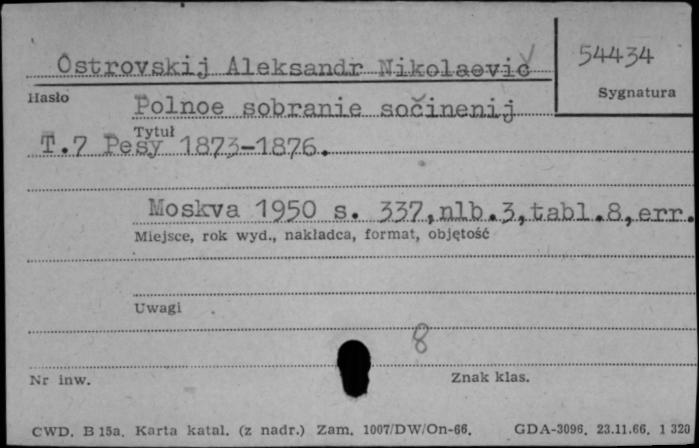 Ostrovskij Aleksandr Nikolaevič
54434
Hasło
Sygnatura
Polnoe sobranie sočinenij
Tytuł
T.7 Pesy 1873-1876.
Moskva 1950 s. 337,nlb.3,tabl.8,err.
Miejsce, rok wyd., nakładca, format, objętość
Uwagi
8
Nr inw.
Znak klas.
CWD. B 15a. Karta katal. (z nadr.) Zam. 1007/DW/On-66. GDA-3096. 23.11.66. 1 320